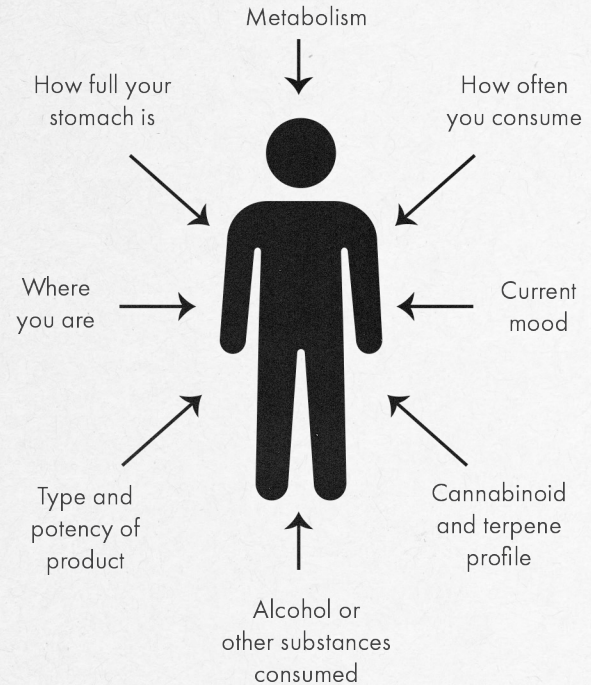 Metabolism
How full your
stomach is
How often
you consume
Where
you are
Current
mood
Type and
potency of
product
Cannabinoid
and terpene
profile
Alcohol or
other substances
consumed